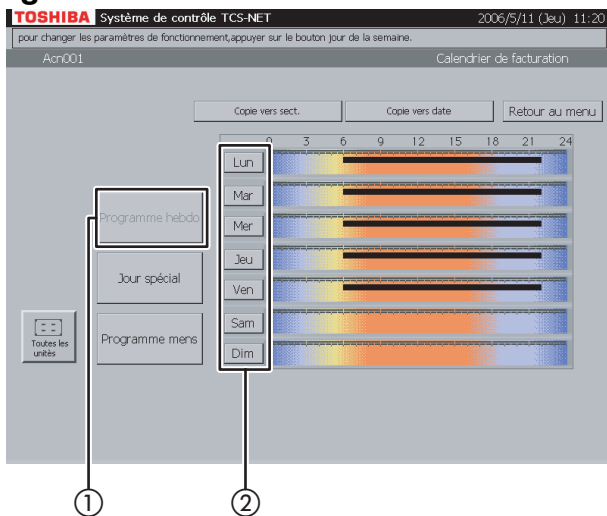 TOSHIBA Système de contrôle TCS-NET 2006/5/11 (Jeu) 11:20
pour changer les paramètres de fonctionnement,appuyer sur le bouton jour de la semaine.
Acn001 Calendrier de facturation
Copie vers sect. Copie vers date Retour au menu
0 3 6 9 12 15 18 21 24
Lun
Mar
① Programme hebdo
Mer
Jeu
Jour spécial
Ven
Sam
Programme mens
Toutes les
unitès
Dim
① ②